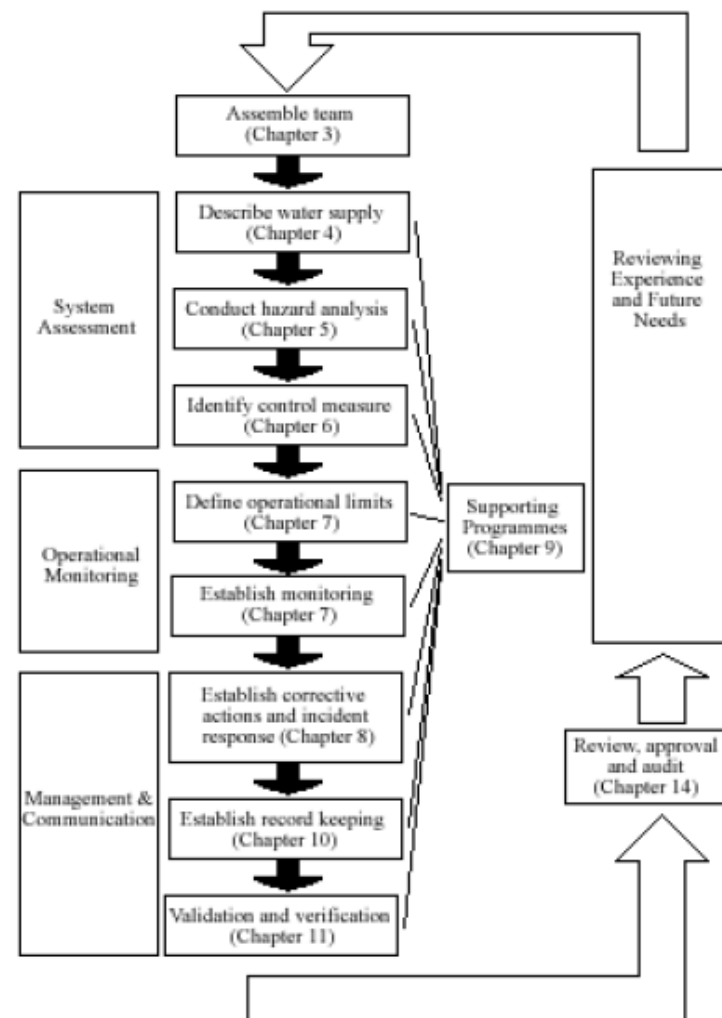 Assemble team
(Chapter 3)
System
Assessment
Describe water supply
(Chapter 4)
Conduct hazard analysis
(Chapter 5)
Identify control measure
(Chapter 6)
Operational
Monitoring
Define operational limits
(Chapter 7)
Establish monitoring
(Chapter 7)
Management &
Communication
Establish corrective
actions and incident
response (Chapter 8)
Establish record keeping
(Chapter 10)
Validation and verification
(Chapter 11)
Supporting
Programmes
(Chapter 9)
Reviewing
Experience
and Future
Needs
Review, approval
and audit
(Chapter 14)